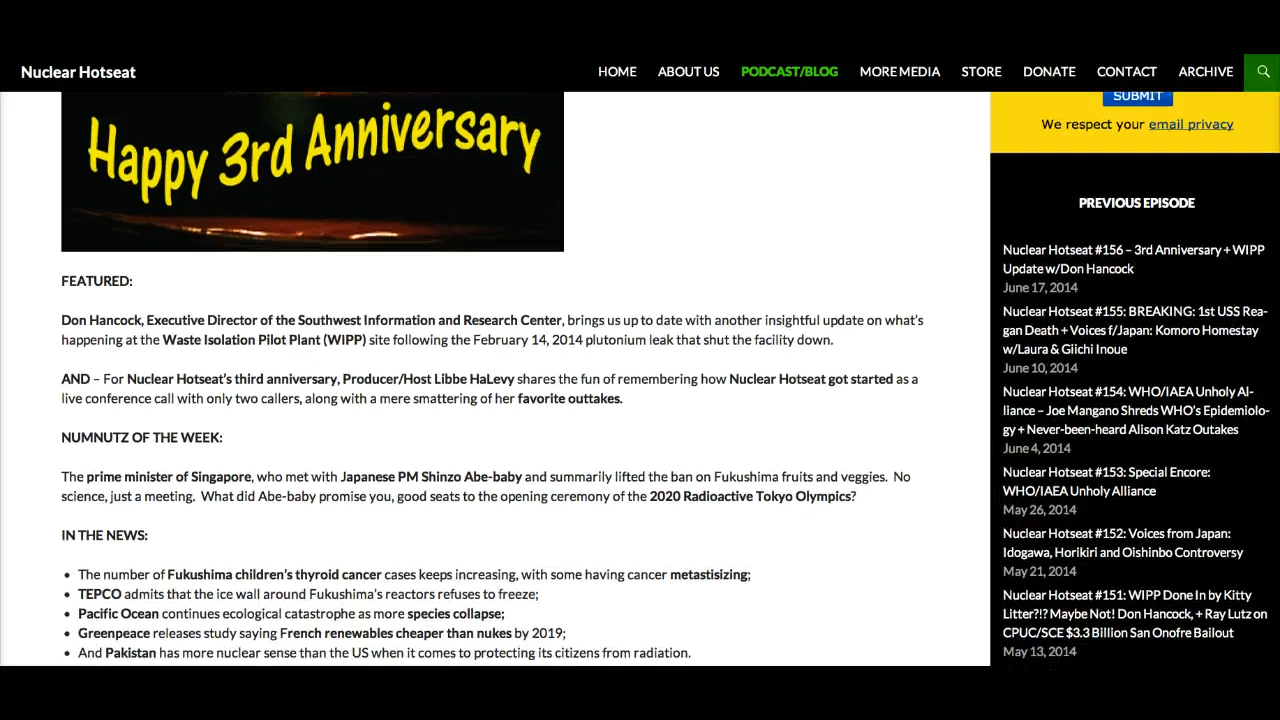 Nuclear Hotseat
HOME
ABOUT US
PODCAST/BLOG
MORE MEDIA
STORE
DONATE
CONTACT
ARCHIVE
Happy 3rd Anniversary
FEATURED:
Don Hancock, Executive Director of the Southwest Information and Research Center, brings us up to date with another insightful update on what's
happening at the Waste Isolation Pilot Plant (WIPP) site following the February 14, 2014 plutonium leak that shut the facility down.
AND – For Nuclear Hotseat's third anniversary, Producer/Host Libbe HaLevy shares the fun of remembering how Nuclear Hotseat got started as a
live conference call with only two callers, along with a mere smattering of her favorite outtakes.
NUMNUTZ OF THE WEEK:
The prime minister of Singapore, who met with Japanese PM Shinzo Abe-baby and summarily lifted the ban on Fukushima fruits and veggies. No
science, just a meeting. What did Abe-baby promise you, good seats to the opening ceremony of the 2020 Radioactive Tokyo Olympics?
IN THE NEWS:
• The number of Fukushima children's thyroid cancer cases keeps increasing, with some having cancer metastisizing;
• TEPCO admits that the ice wall around Fukushima's reactors refuses to freeze;
• Pacific Ocean continues ecological catastrophe as more species collapse;
• Greenpeace releases study saying French renewables cheaper than nukes by 2019;
• And Pakistan has more nuclear sense than the US when it comes to protecting its citizens from radiation.
SUBMIT
We respect your email privacy
PREVIOUS EPISODE
Nuclear Hotseat #156 – 3rd Anniversary + WIPP
Update w/Don Hancock
June 17, 2014
Nuclear Hotseat #155: BREAKING: 1st USS Rea-
gan Death + Voices f/Japan: Komoro Homestay
w/Laura & Giichi Inoue
June 10, 2014
Nuclear Hotseat #154: WHO/IAEA Unholy Al-
liance – Joe Mangano Shreds WHO's Epidemiolo-
gy + Never-been-heard Alison Katz Outakes
June 4, 2014
Nuclear Hotseat #153: Special Encore:
WHO/IAEA Unholy Alliance
May 26, 2014
Nuclear Hotseat #152: Voices from Japan:
Idogawa, Horikiri and Oishinbo Controversy
May 21, 2014
Nuclear Hotseat #151: WIPP Done In by Kitty
Litter?!? Maybe Not! Don Hancock, + Ray Lutz on
CPUC/SCE $3.3 Billion San Onofre Bailout
May 13, 2014